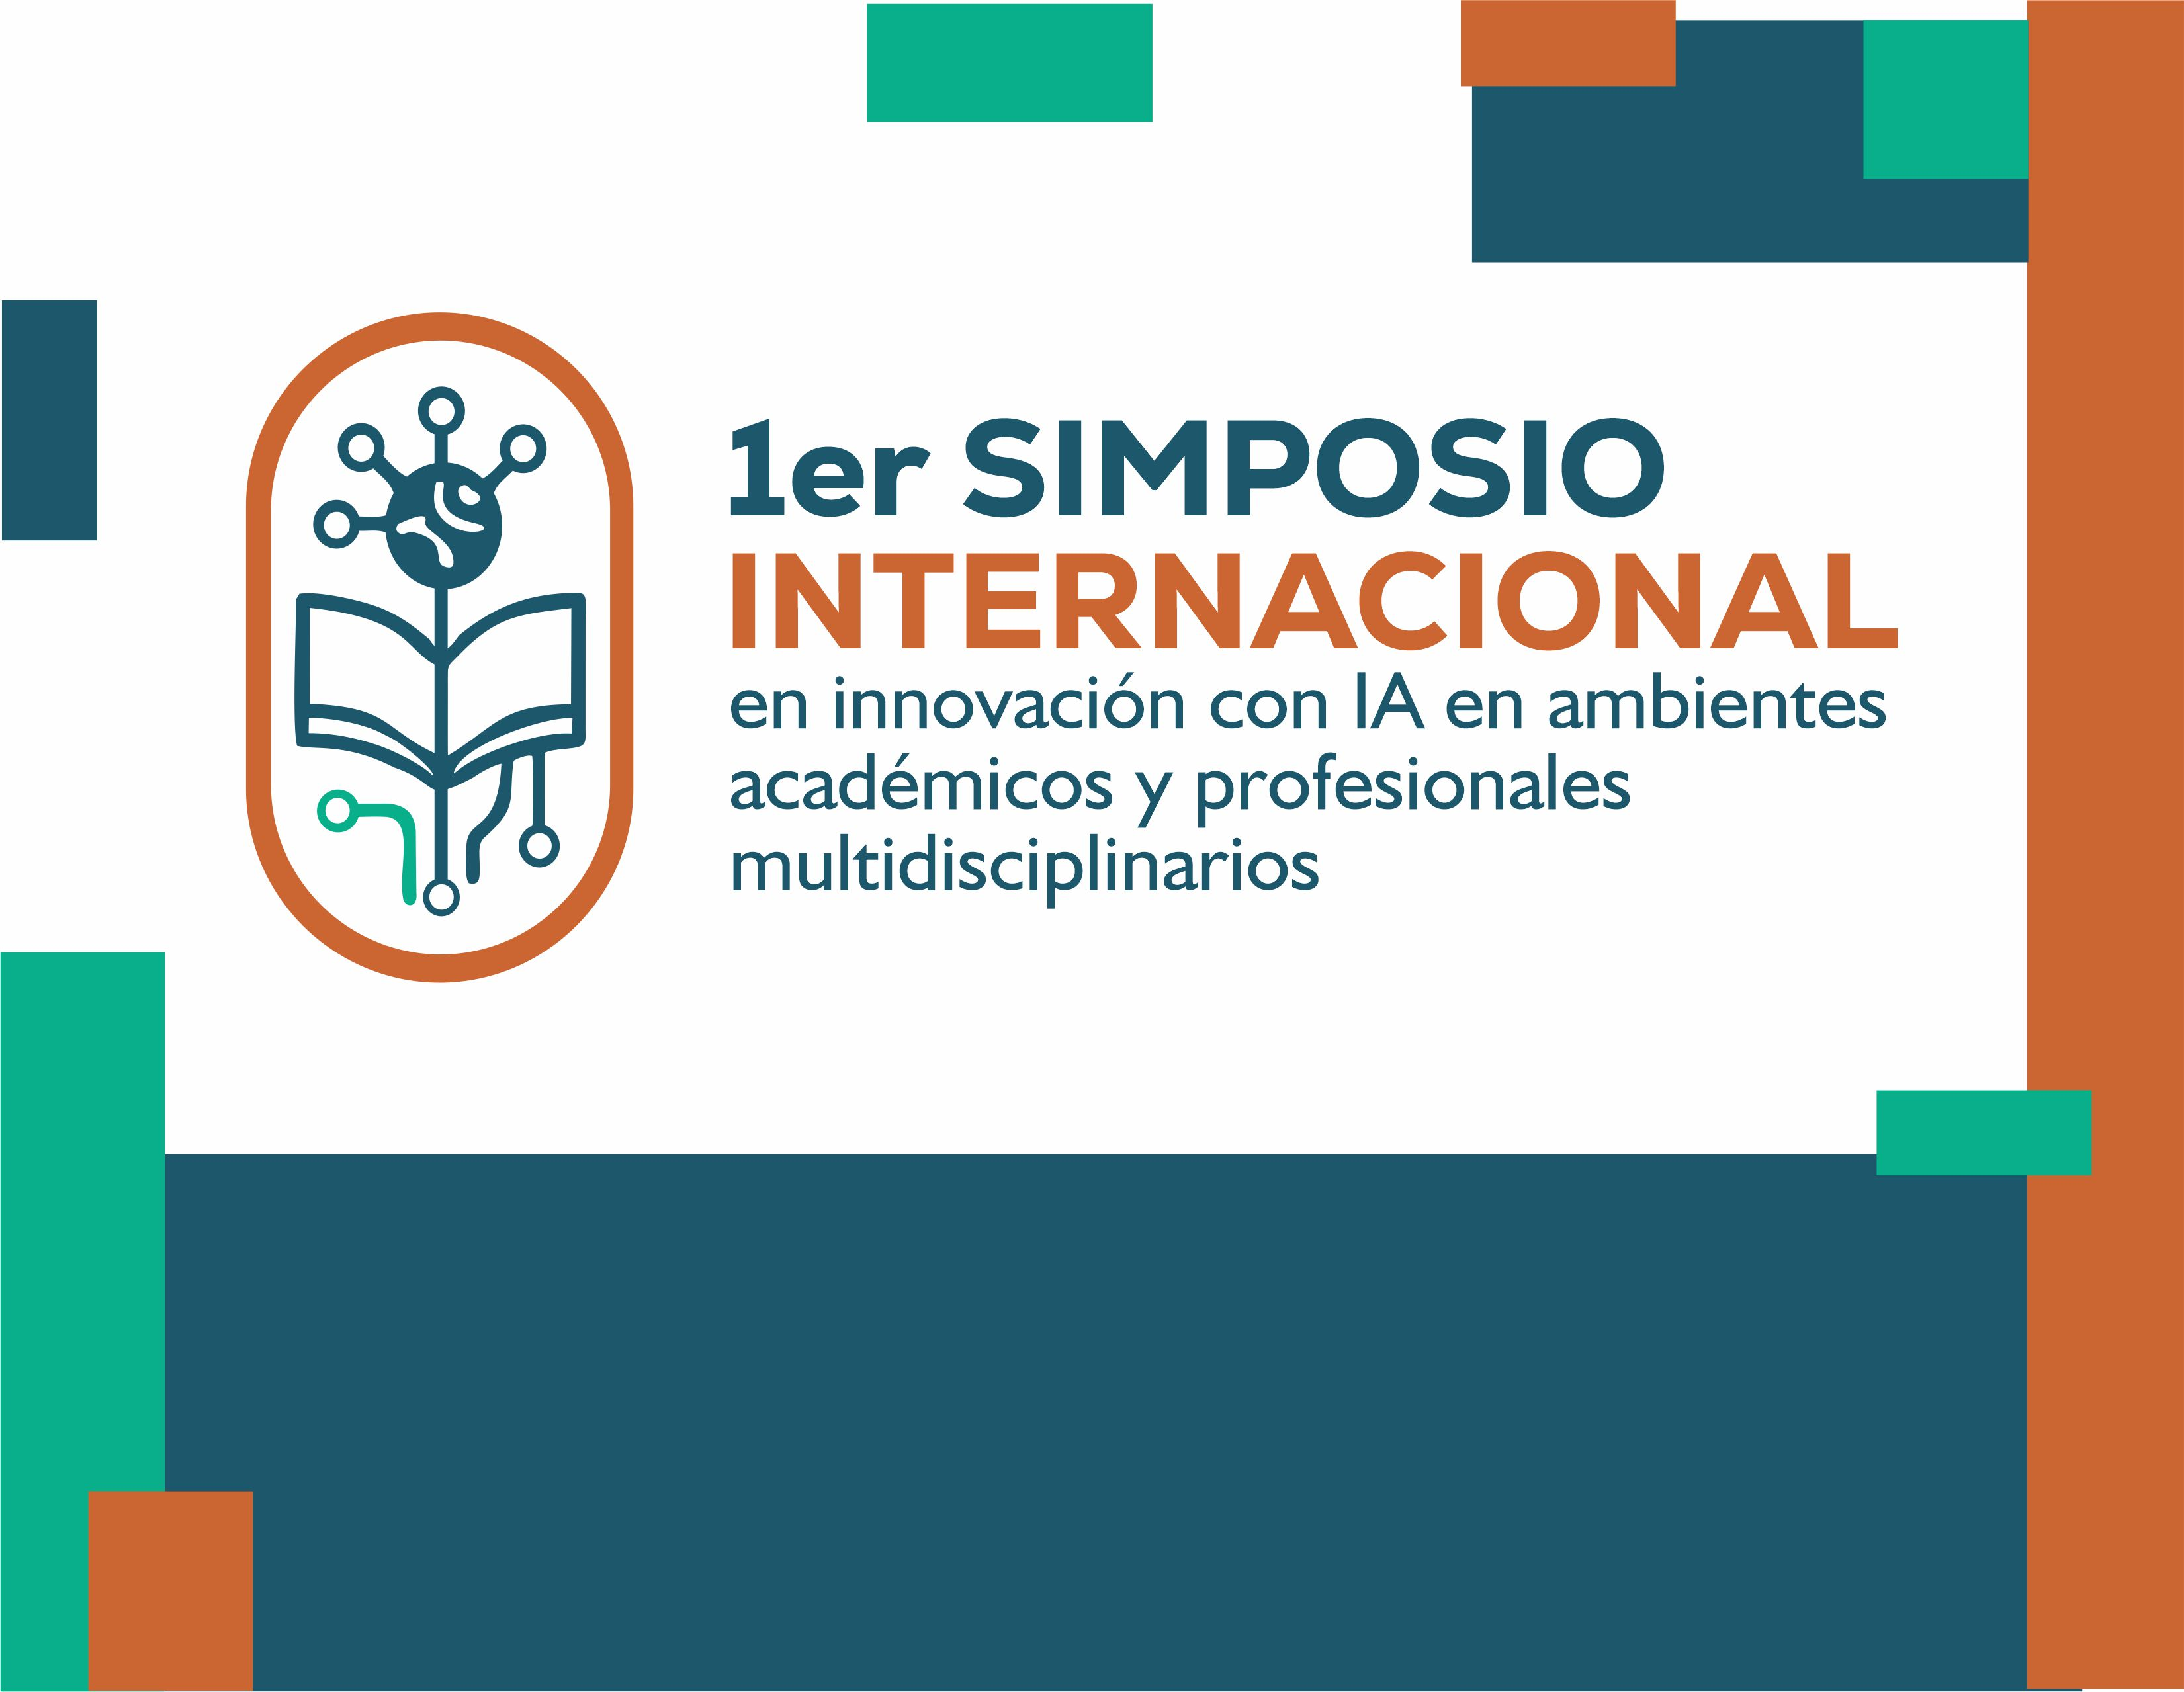 1er SIMPOSIO
INTERNACIONAL
en innovación con IA en ambientes
académicos y profesionales
multidisciplinarios